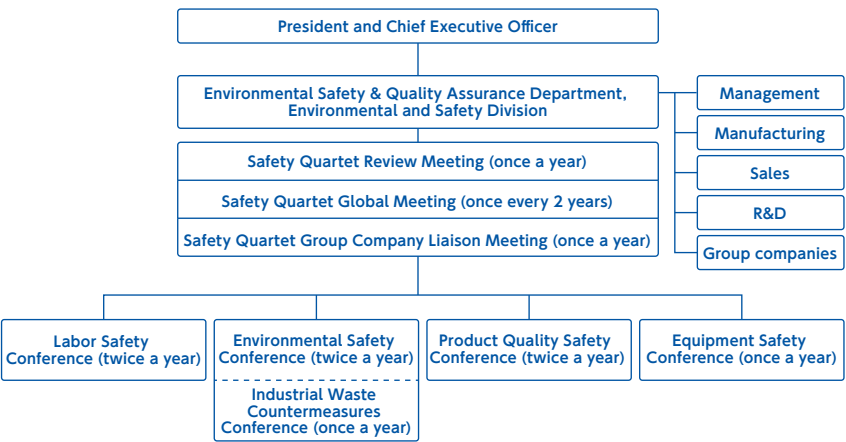 President and Chief Executive Officer
Environmental Safety & Quality Assurance Department,
Environmental and Safety Division
Management
Manufacturing
Sales
R&D
Group companies
Safety Quartet Review Meeting (once a year)
Safety Quartet Global Meeting (once every 2 years)
Safety Quartet Group Company Liaison Meeting (once a year)
Labor Safety
Conference (twice a year)
Environmental Safety
Conference (twice a year)
Industrial Waste
Countermeasures
Conference (once a year)
Product Quality Safety
Conference (twice a year)
Equipment Safety
Conference (once a year)